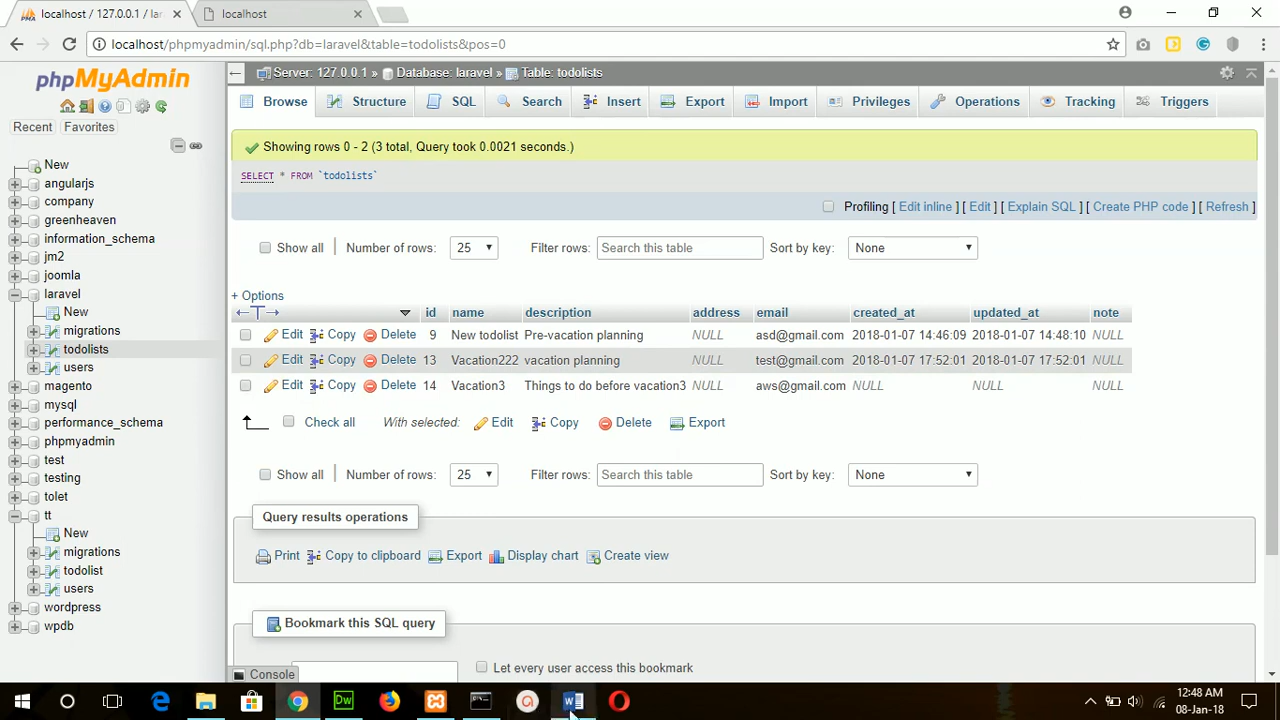 localhost / 127.0.0.1 / lar
localhost
localhost/phpmyadmin/sql.php?db=laravel&table=todolists&pos=0
phpMyAdmin
Recent
Favorites
New
angularjs
company
greenheaven
information_schema
jm2
joomla
laravel
New
migrations
todolists
users
magento
mysql
performance_schema
phpmyadmin
test
testing
tolet
tt
New
migrations
todolist
users
wordpress
wpdb
Server: 127.0.0.1 » Database: laravel » Table: todolists
Browse Structure SQL Search Insert Export Import Privileges Operations Tracking Triggers
Showing rows 0 - 2 (3 total, Query took 0.0021 seconds.)
SELECT * FROM `todolists`
Profiling [ Edit inline ] [ Edit ] [ Explain SQL ] [ Create PHP code ] [ Refresh ]
Show all | Number of rows: 25 Filter rows: Search this table Sort by key: None
+ Options
←T→ id name description address email created_at updated_at note
Edit Copy Delete 9 New todolist Pre-vacation planning NULL asd@gmail.com 2018-01-07 14:46:09 2018-01-07 14:48:10 NULL
Edit Copy Delete 13 Vacation222 vacation planning NULL test@gmail.com 2018-01-07 17:52:01 2018-01-07 17:52:01 NULL
Edit Copy Delete 14 Vacation3 Things to do before vacation3 NULL aws@gmail.com NULL NULL NULL
Check all With selected: Edit Copy Delete Export
Show all | Number of rows: 25 Filter rows: Search this table Sort by key: None
Query results operations
Print Copy to clipboard Export Display chart Create view
Bookmark this SQL query
Let every user access this bookmark
Console
12:48 AM
08-Jan-18